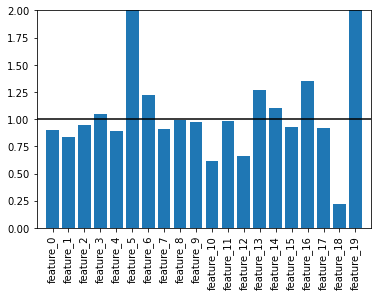 2.00
1.75
1.50
1.25
1.00
0.75
0.50
0.25
0.00
feature_0
feature_1
feature_2
feature_3
feature_4
feature_5
feature_6
feature_7
feature_8
feature_9
feature_10
feature_11
feature_12
feature_13
feature_14
feature_15
feature_16
feature_17
feature_18
feature_19